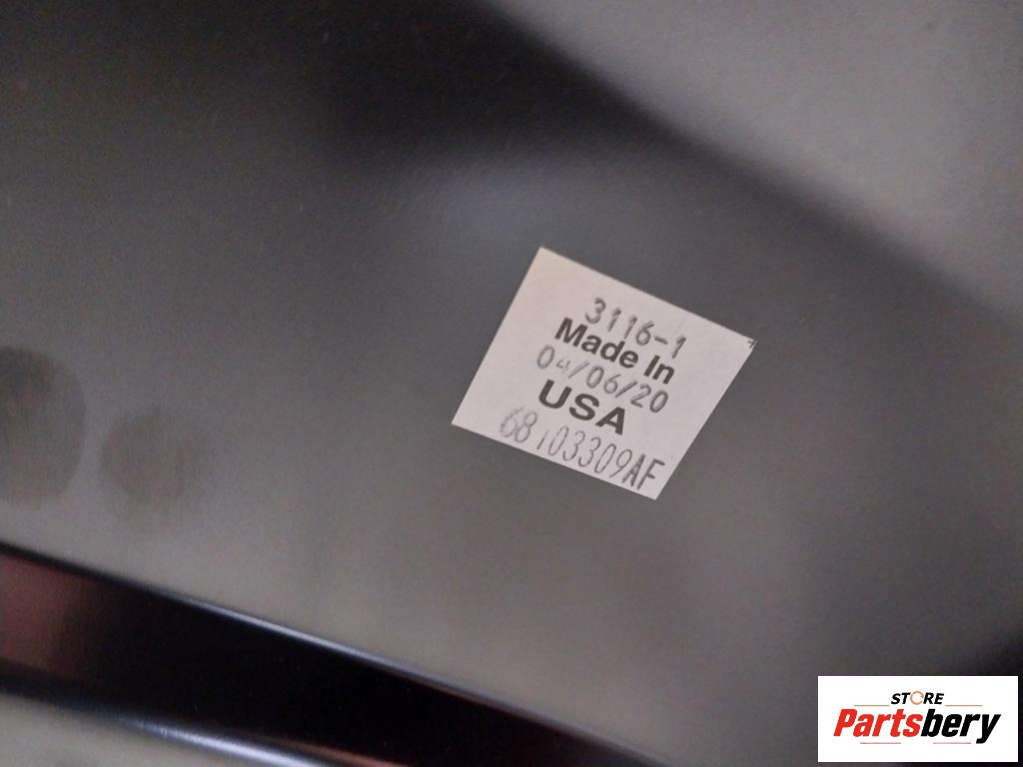 3116-1
Made In
04/06/20
USA
68103309AF
STORE
Partsbery